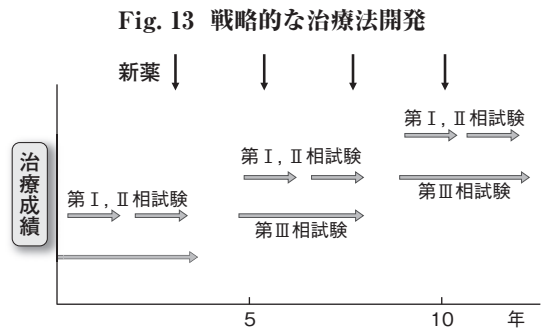 Fig. 13 戦略的な治療法開発
新薬
第Ⅰ, Ⅱ相試験
第Ⅰ, Ⅱ相試験
第Ⅲ相試験
治療成績
第Ⅰ, Ⅱ相試験
第Ⅲ相試験
5
10
年